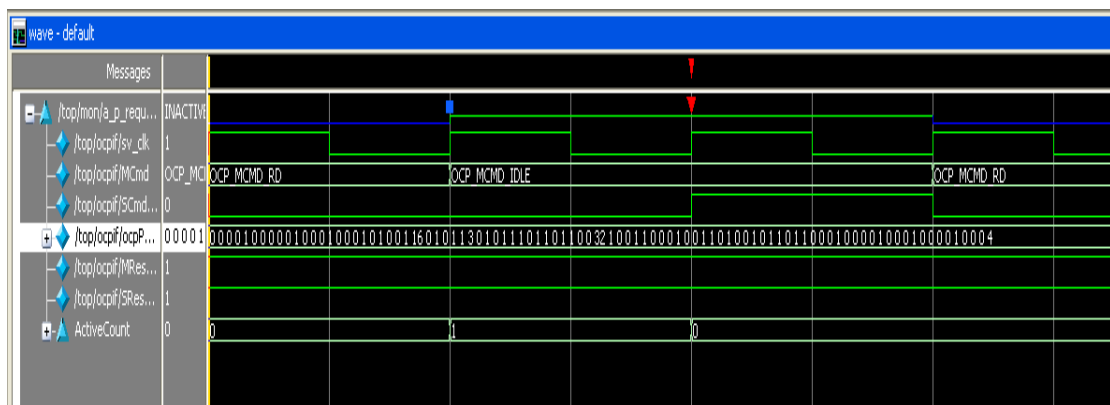 wave - default
Messages
/top/mon/a_p_requ... INACTIVE
/top/ocpif/sv_clk 1
/top/ocpif/MCmd OCP_MCI OCP_MCMD_RD OCP_MCMD_IDLE OCP_MCMD_RD
/top/ocpif/SCmd... 0
/top/ocpif/ocpP... 00001
/top/ocpif/MRes... 1
/top/ocpif/SRes... 1
ActiveCount 0 0 1 0